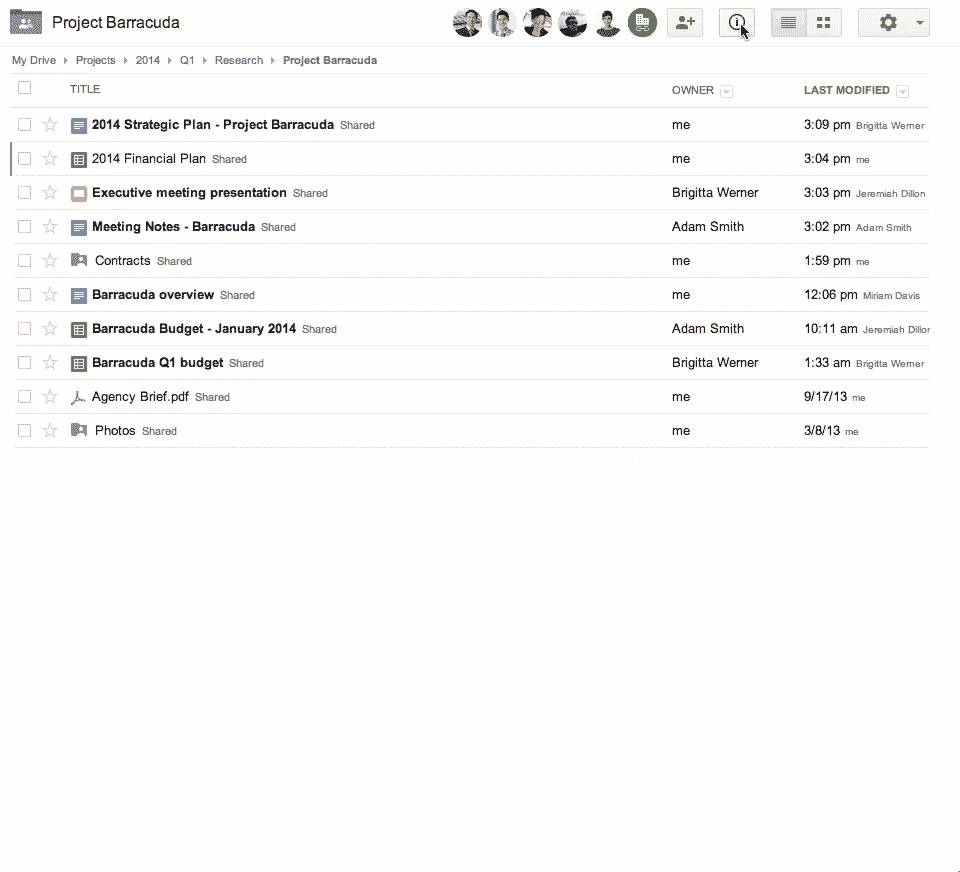 Project Barracuda
My Drive Projects 2014 Q1 Research Project Barracuda
TITLE OWNER LAST MODIFIED
2014 Strategic Plan - Project Barracuda Shared me 3:09 pm Brigitta Werner
2014 Financial Plan Shared me 3:04 pm me
Executive meeting presentation Shared Brigitta Werner 3:03 pm Jeremiah Dillon
Meeting Notes - Barracuda Shared Adam Smith 3:02 pm Adam Smith
Contracts Shared me 1:59 pm me
Barracuda overview Shared me 12:06 pm Miriam Davis
Barracuda Budget - January 2014 Shared Adam Smith 10:11 am Jeremiah Dillor
Barracuda Q1 budget Shared Brigitta Werner 1:33 am Brigitta Werner
Agency Brief.pdf Shared me 9/17/13 me
Photos Shared me 3/8/13 me